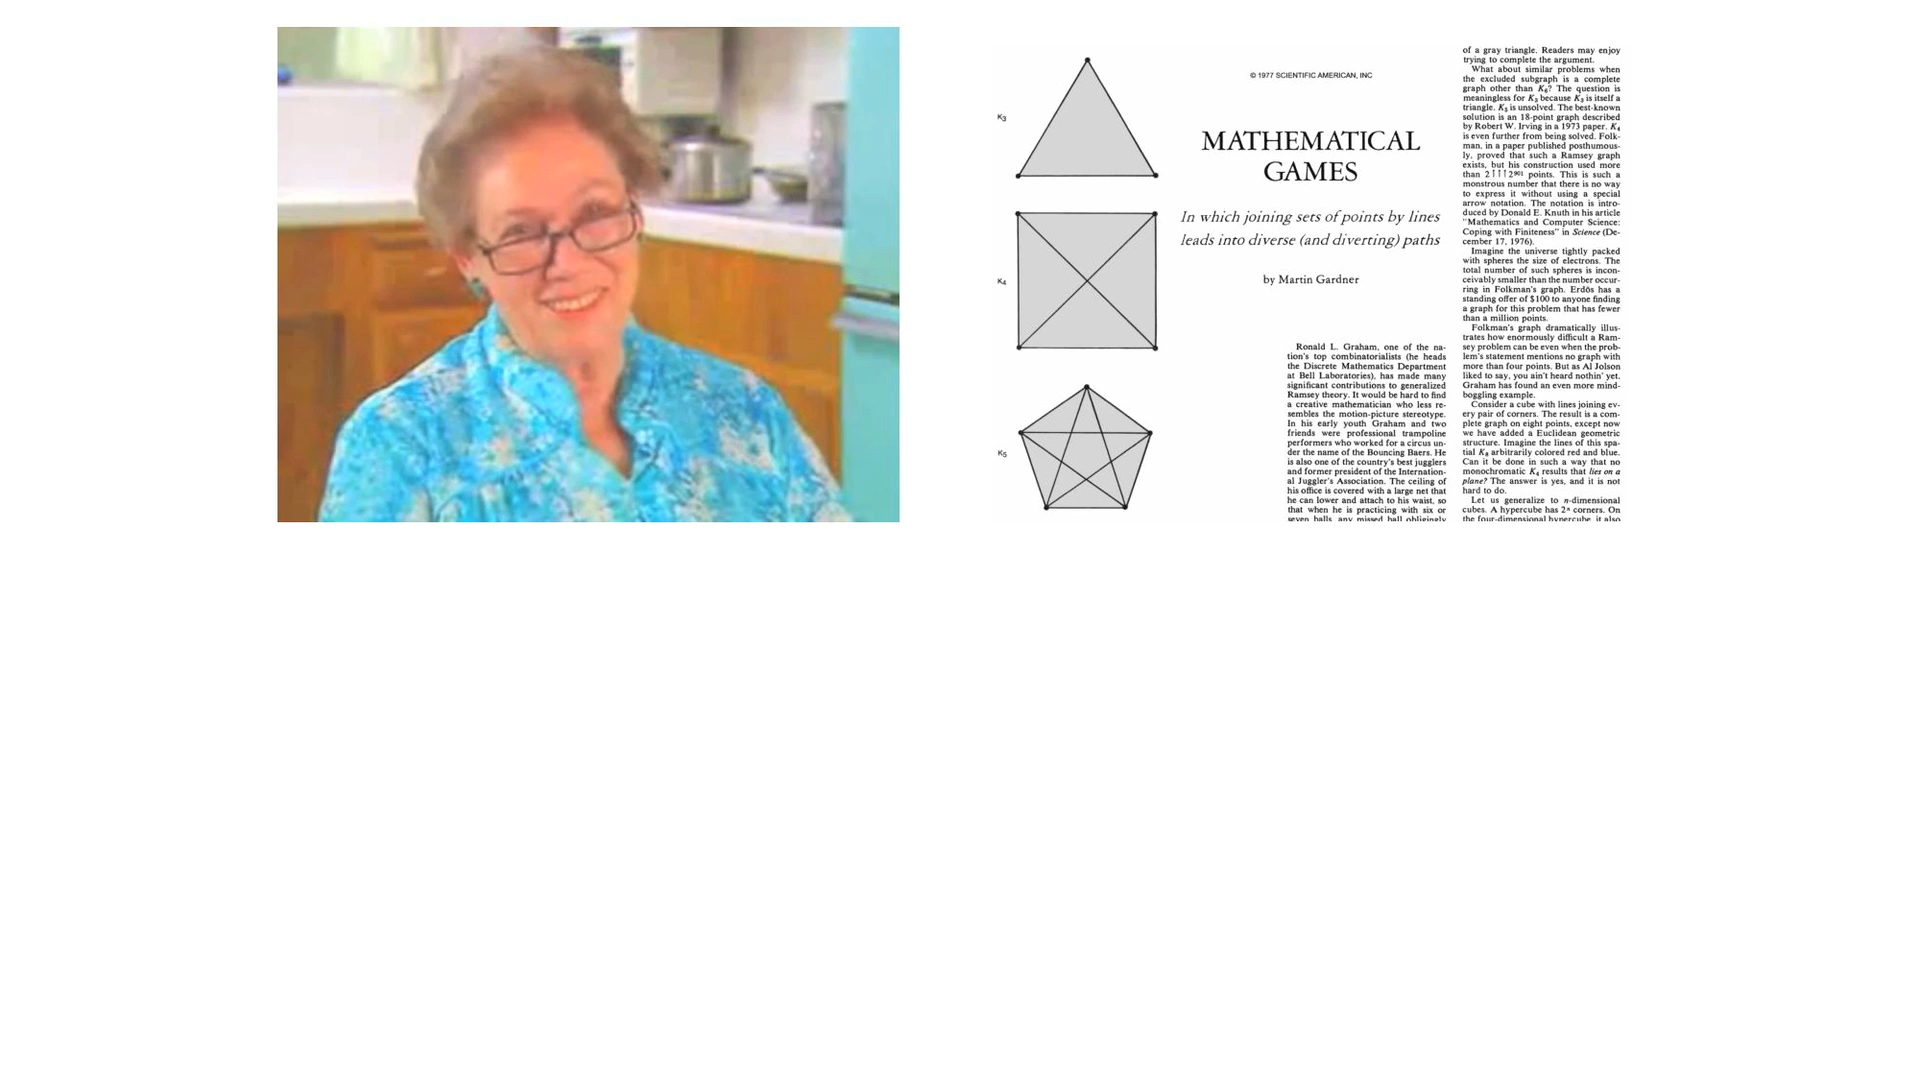 K3
K4
K5
© 1977 SCIENTIFIC AMERICAN, INC
MATHEMATICAL
GAMES
In which joining sets of points by lines
leads into diverse (and diverting) paths
by Martin Gardner
Ronald L. Graham, one of the na-
tion's top combinatorialists (he heads
the Discrete Mathematics Department
at Bell Laboratories), has made many
significant contributions to generalized
Ramsey theory. It would be hard to find
a creative mathematician who less re-
sembles the motion-picture stereotype.
In his early youth Graham and two
friends were professional trampoline
performers who worked for a circus un-
der the name of the Bouncing Baers. He
is also one of the country's best jugglers
and former president of the Internation-
al Juggler's Association. The ceiling of
his office is covered with a large net that
he can lower and attach to his waist, so
that when he is practicing with six or
seven balls, any missed ball obligingly
of a gray triangle. Readers may enjoy
trying to complete the argument.
What about similar problems when
the excluded subgraph is a complete
graph other than K6? The question is
meaningless for K3 because K3 is itself a
triangle. K5 is unsolved. The best-known
solution is an 18-point graph described
by Robert W. Irving in a 1973 paper. K4
is even further from being solved. Folk-
man, in a paper published posthumous-
ly, proved that such a Ramsey graph
exists, but his construction used more
than 2↑↑↑2⁹⁰¹ points. This is such a
monstrous number that there is no way
to express it without using a special
arrow notation. The notation is intro-
duced by Donald E. Knuth in his article
"Mathematics and Computer Science:
Coping with Finiteness" in Science (De-
cember 17, 1976).
Imagine the universe tightly packed
with spheres the size of electrons. The
total number of such spheres is incon-
ceivably smaller than the number occur-
ring in Folkman's graph. Erdös has a
standing offer of $100 to anyone finding
a graph for this problem that has fewer
than a million points.
Folkman's graph dramatically illus-
trates how enormously difficult a Ram-
sey problem can be even when the prob-
lem's statement mentions no graph with
more than four points. But as Al Jolson
liked to say, you ain't heard nothin' yet.
Graham has found an even more mind-
boggling example.
Consider a cube with lines joining ev-
ery pair of corners. The result is a com-
plete graph on eight points, except now
we have added a Euclidean geometric
structure. Imagine the lines of this spa-
tial K8 arbitrarily colored red and blue.
Can it be done in such a way that no
monochromatic K4 results that lies on a
plane? The answer is yes, and it is not
hard to do.
Let us generalize to n-dimensional
cubes. A hypercube has 2ⁿ corners. On
the four-dimensional hypercube, it also